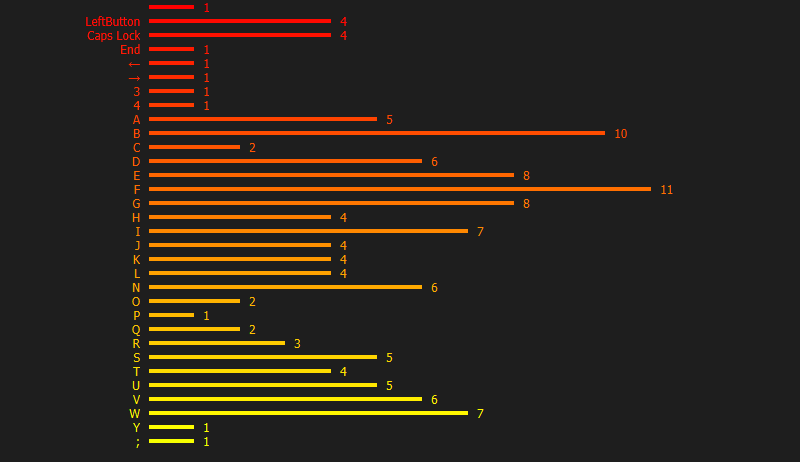 1
LeftButton 4
Caps Lock 4
End 1
← 1
→ 1
3 1
4 1
A 5
B 10
C 2
D 6
E 8
F 11
G 8
H 4
I 7
J 4
K 4
L 4
N 6
O 2
P 1
Q 2
R 3
S 5
T 4
U 5
V 6
W 7
Y 1
; 1